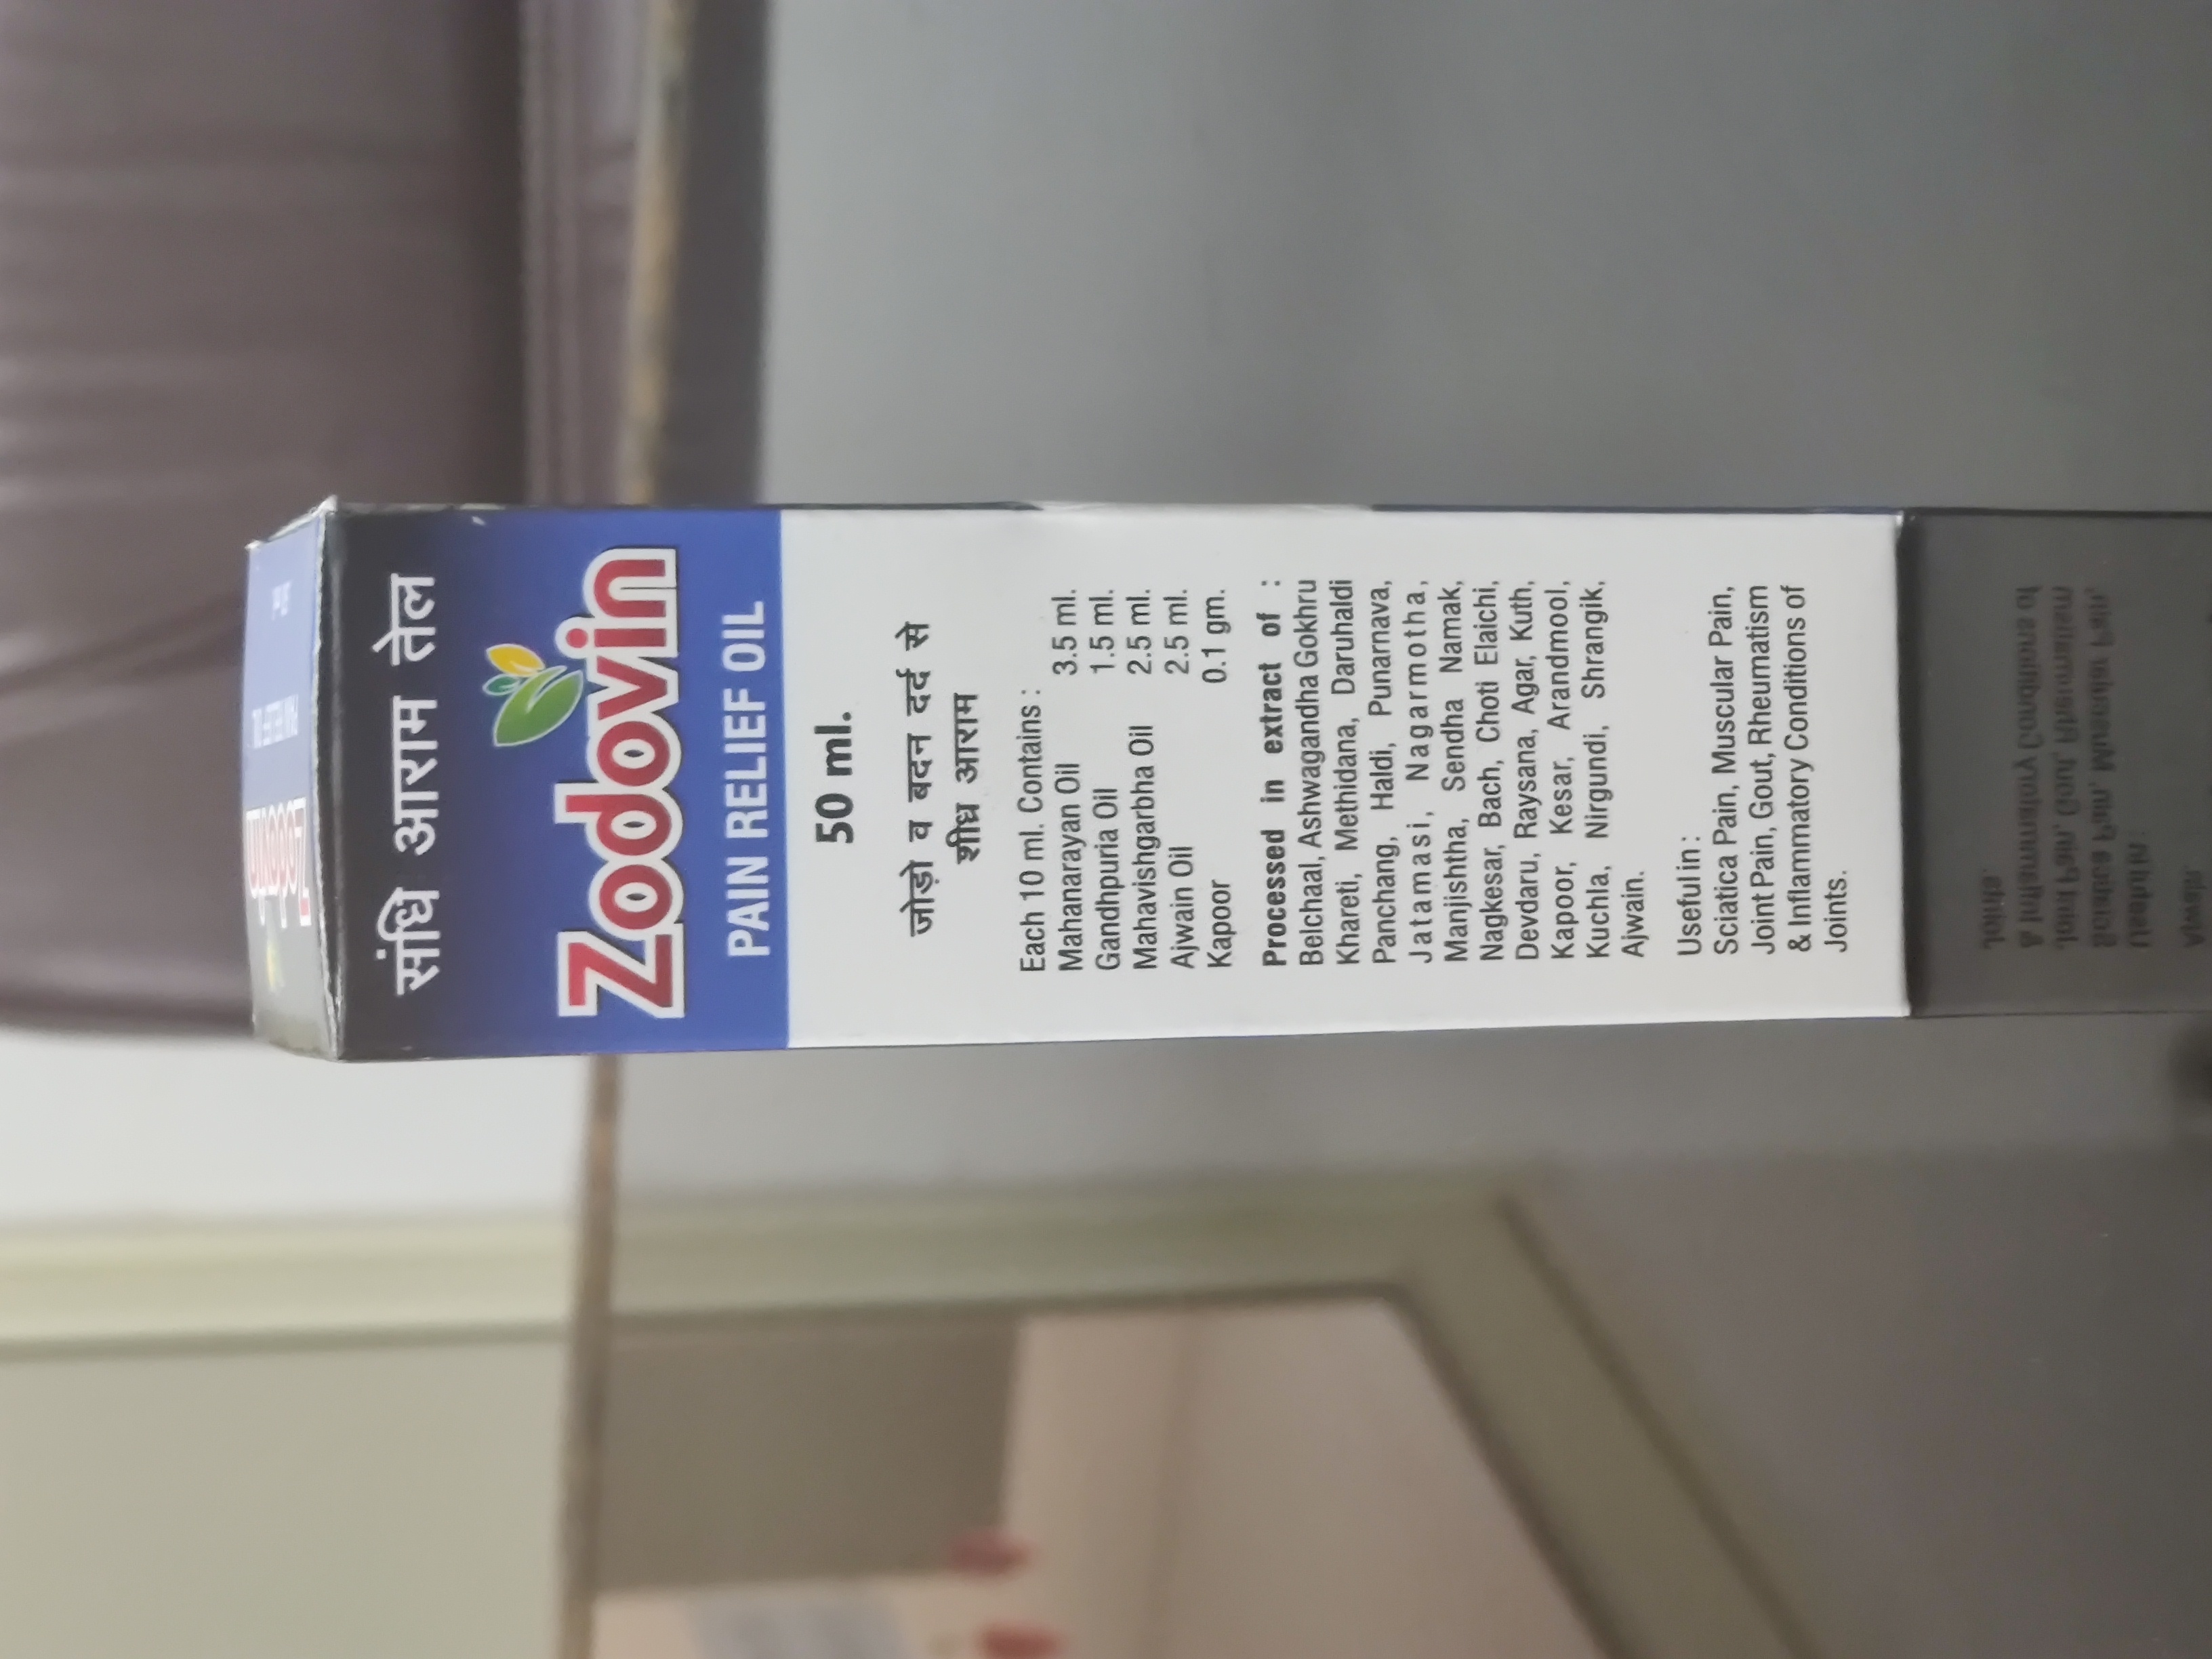 Zodovin
PAIN RELIEF OIL
संधि आराम तेल
Zodovin
PAIN RELIEF OIL
50 ml.
जोड़ो व बदन दर्द से
शीघ्र आराम
Each 10 ml. Contains :
Mahanarayan Oil 3.5 ml.
Gandhpuria Oil 1.5 ml.
Mahavishgarbha Oil 2.5 ml.
Ajwain Oil 2.5 ml.
Kapoor 0.1 gm.
Processed in extract of :
Belchaal, Ashwagandha Gokhru
Khareti, Methidana, Daruhaldi
Panchang, Haldi, Punarnava,
Jatamasi, Nagarmotha,
Manjishtha, Sendha Namak,
Nagkesar, Bach, Choti Elaichi,
Devdaru, Raysana, Agar, Kuth,
Kapoor, Kesar, Arandmool,
Kuchla, Nirgundi, Shrangik,
Ajwain.
Useful in :
Sciatica Pain, Muscular Pain,
Joint Pain, Gout, Rheumatism
& Inflammatory Conditions of
Joints.